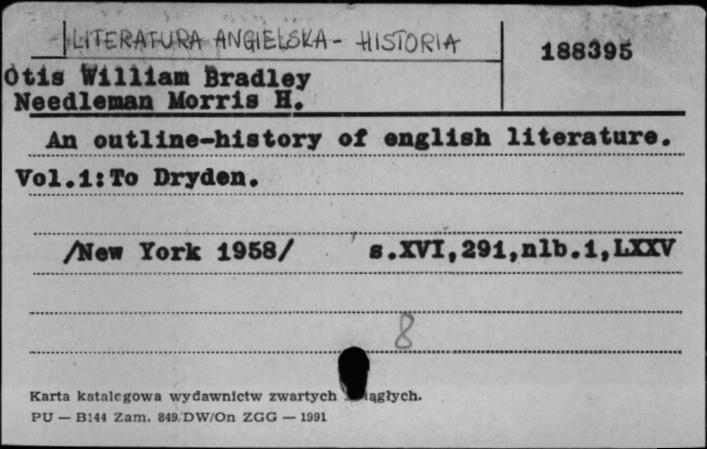 LITERATURA ANGIELSKA - HISTORIA
188395
Otis William Bradley
Needleman Morris H.
An outline-history of english literature.
Vol.1:To Dryden.
/New York 1958/ s.XVI,291,nlb.1,LXXV
8
Karta katalogowa wydawnictw zwartych ągłych.
PU — B144 Zam. 849/DW/On ZGG — 1991